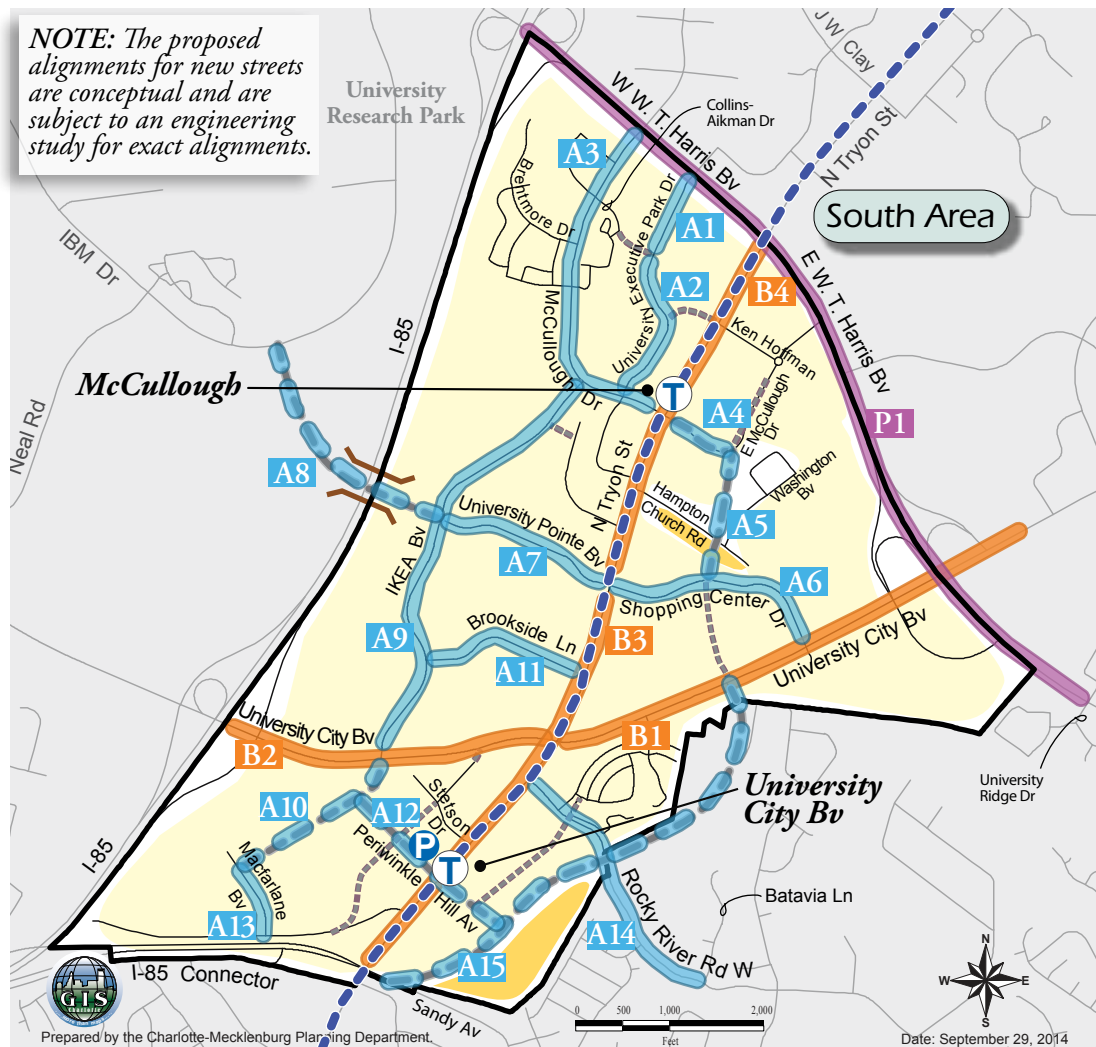 NOTE: The proposed
alignments for new streets
are conceptual and are
subject to an engineering
study for exact alignments.
University
Research Park
J W Clay
N Tryon St
South Area
W W. T. Harris Bv
E W. T. Harris Bv
Collins-
Aikman Dr
A3
Brentmore Dr
A1
University Executive Park Dr
A2
B4
IBM Dr
I-85
McCullough Dr
Ken Hoffman
McCullough
T
A4
E McCullough
Dr
P1
Neal Rd
A8
N Tryon St
Washington
Bv
Hampton
Church Rd
A5
University Pointe Bv
A7
IKEA Bv
Shopping Center Dr
A6
A9
Brookside Ln
A11
B3
University City Bv
University City Bv
B2
B1
University
Ridge Dr
University
City Bv
A10
A12
Stetson
Dr
P
T
Periwinkle
Hill Av
Macfarlane
Bv
A13
I-85
Rocky River Rd W
Batavia Ln
A14
A15
I-85 Connector
Sandy Av
GIS
N
W
E
S
0 500 1,000 2,000
Feet
Prepared by the Charlotte-Mecklenburg Planning Department.
Date: September 29, 2014